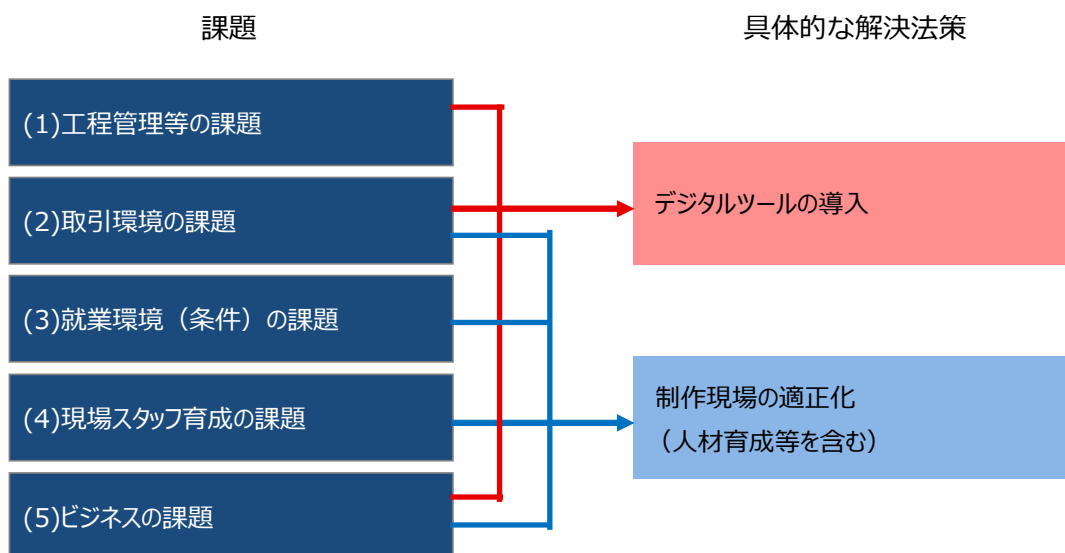 課題
具体的な解決法策
(1)工程管理等の課題
(2)取引環境の課題
(3)就業環境（条件）の課題
(4)現場スタッフ育成の課題
(5)ビジネスの課題
デジタルツールの導入
制作現場の適正化
（人材育成等を含む）